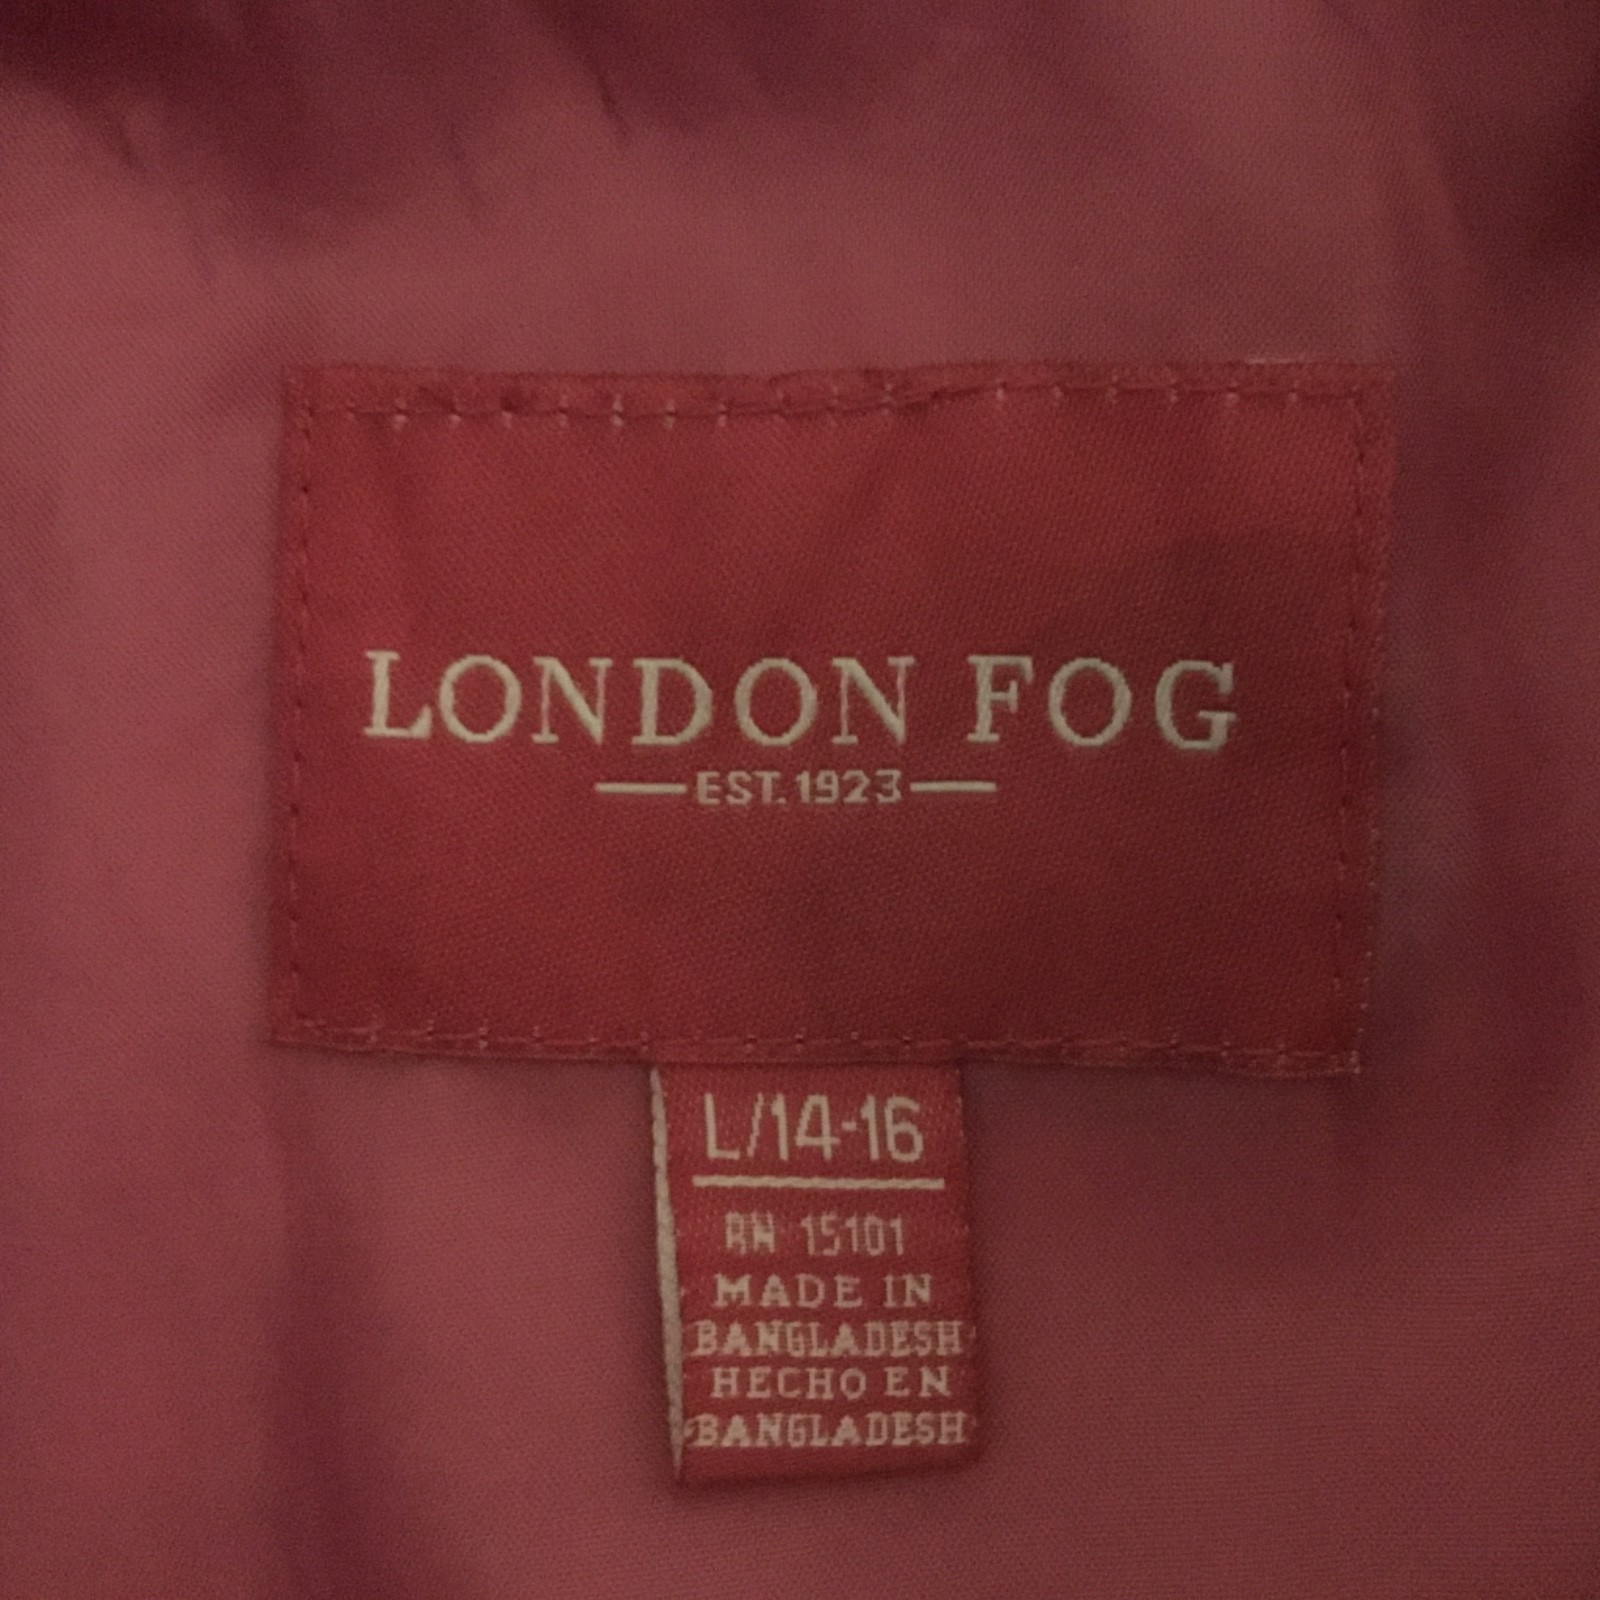 LONDON FOG
EST. 1923
L/14-16
RN 15101
MADE IN
BANGLADESH
HECHO EN
BANGLADESH